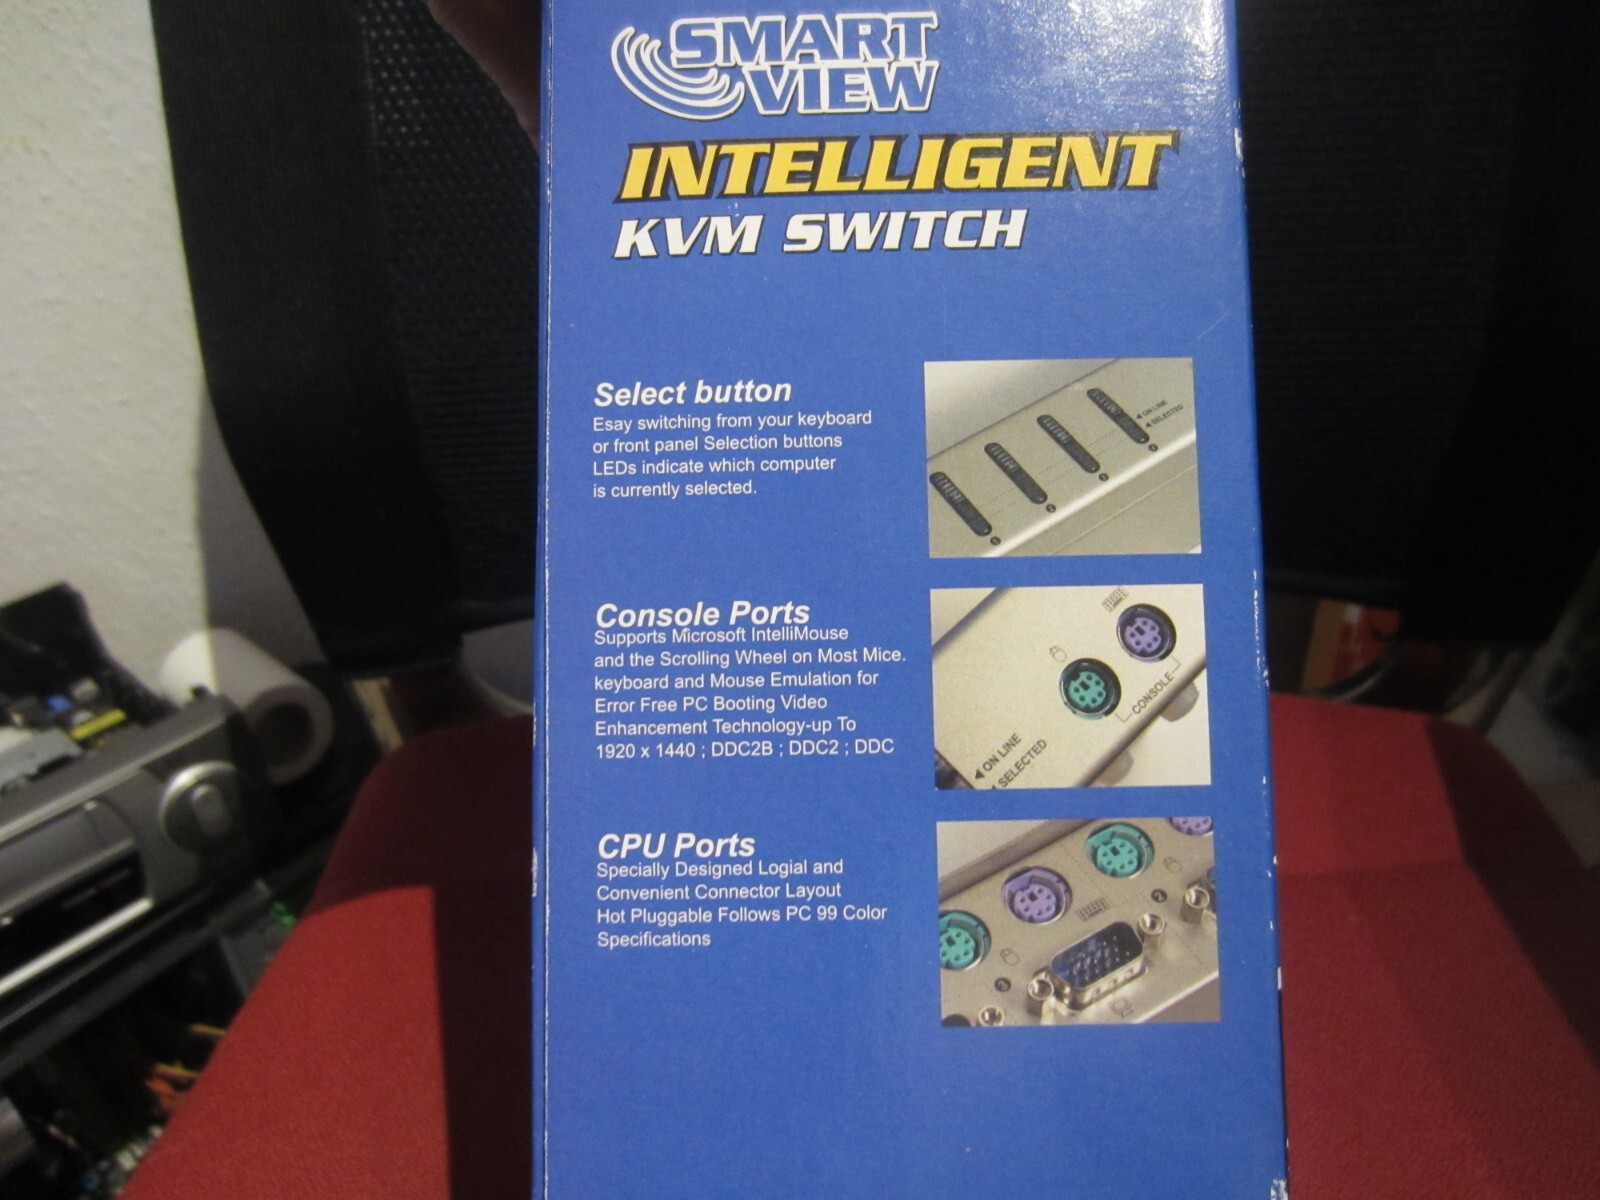 SMART
VIEW
INTELLIGENT
KVM SWITCH
Select button
Esay switching from your keyboard
or front panel Selection buttons
LEDs indicate which computer
is currently selected.
ON LINE
SELECTED
Console Ports
Supports Microsoft IntelliMouse
and the Scrolling Wheel on Most Mice.
keyboard and Mouse Emulation for
Error Free PC Booting Video
Enhancement Technology-up To
1920 x 1440 ; DDC2B ; DDC2 ; DDC
CONSOLE
ON LINE
SELECTED
CPU Ports
Specially Designed Logial and
Convenient Connector Layout
Hot Pluggable Follows PC 99 Color
Specifications
2
3